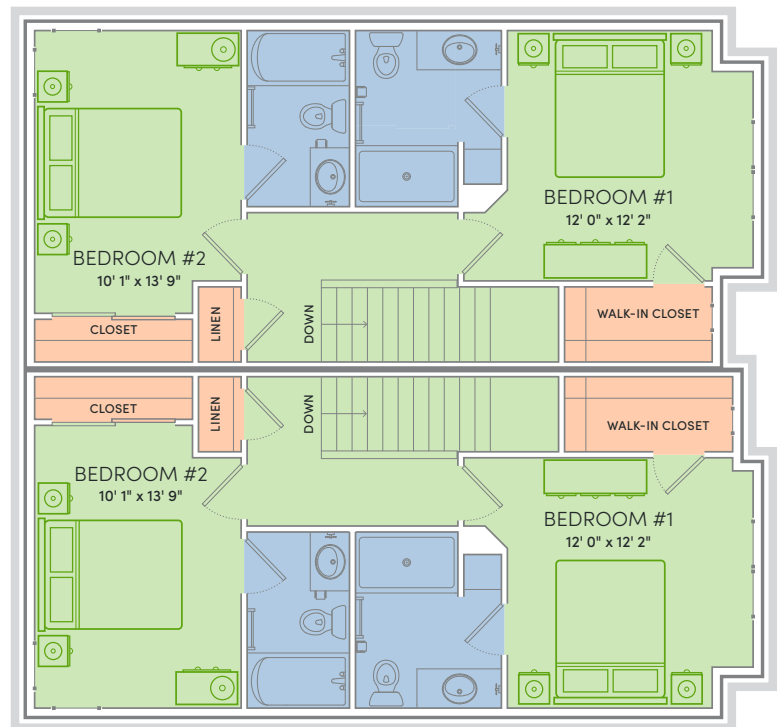 BEDROOM #1
12' 0" x 12' 2"
BEDROOM #2
10' 1" x 13' 9"
CLOSET
LINEN
DOWN
WALK-IN CLOSET
CLOSET
LINEN
DOWN
WALK-IN CLOSET
BEDROOM #2
10' 1" x 13' 9"
BEDROOM #1
12' 0" x 12' 2"